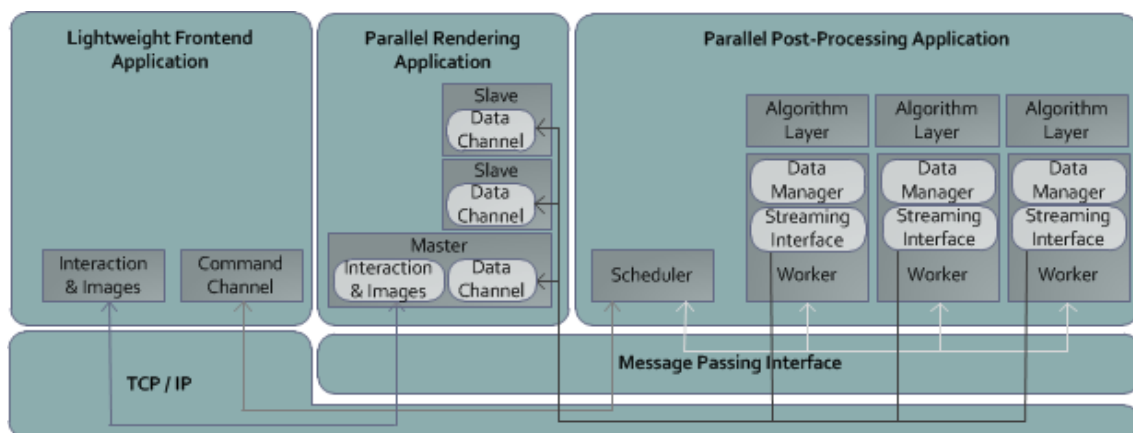 Lightweight Frontend
Application
Interaction
& Images
Command
Channel
Parallel Rendering
Application
Slave
Data
Channel
Slave
Data
Channel
Master
Interaction
& Images
Data
Channel
Parallel Post-Processing Application
Scheduler
Algorithm
Layer
Data
Manager
Streaming
Interface
Worker
Algorithm
Layer
Data
Manager
Streaming
Interface
Worker
Algorithm
Layer
Data
Manager
Streaming
Interface
Worker
TCP / IP
Message Passing Interface